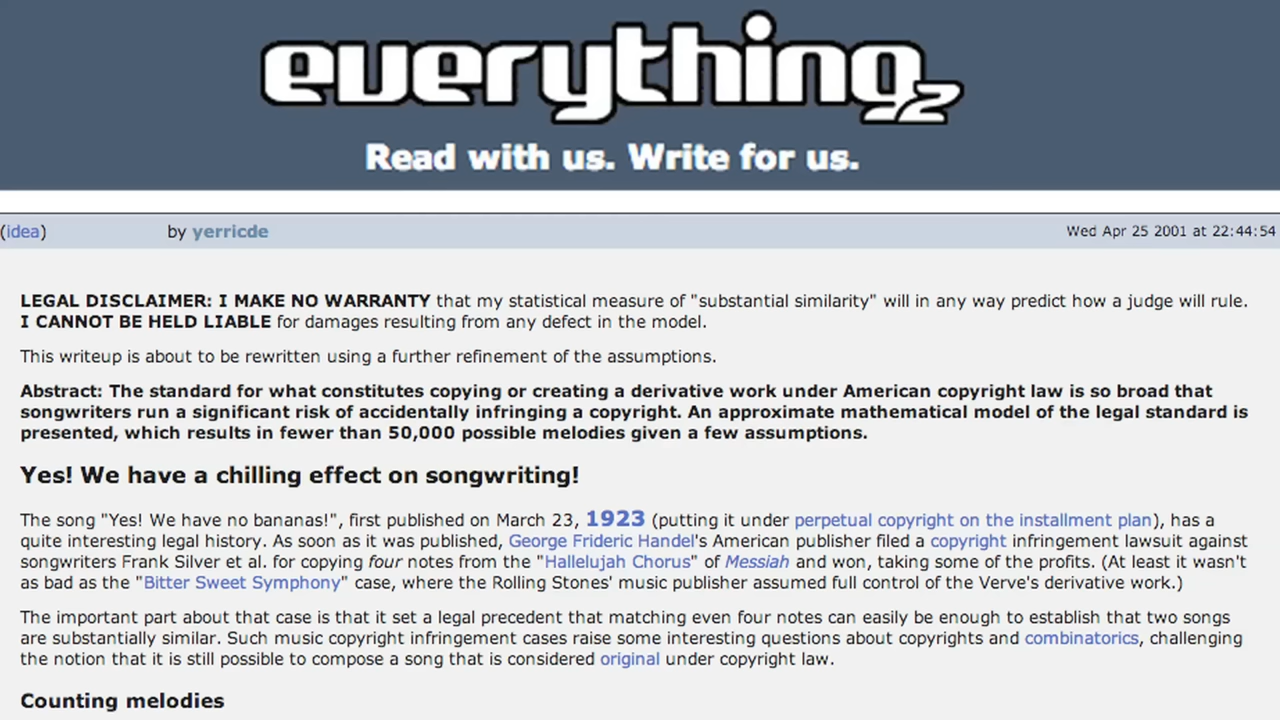 everything2
Read with us. Write for us.
(idea) by yerricde Wed Apr 25 2001 at 22:44:54
LEGAL DISCLAIMER: I MAKE NO WARRANTY that my statistical measure of "substantial similarity" will in any way predict how a judge will rule.
I CANNOT BE HELD LIABLE for damages resulting from any defect in the model.
This writeup is about to be rewritten using a further refinement of the assumptions.
Abstract: The standard for what constitutes copying or creating a derivative work under American copyright law is so broad that
songwriters run a significant risk of accidentally infringing a copyright. An approximate mathematical model of the legal standard is
presented, which results in fewer than 50,000 possible melodies given a few assumptions.
Yes! We have a chilling effect on songwriting!
The song "Yes! We have no bananas!", first published on March 23, 1923 (putting it under perpetual copyright on the installment plan), has a
quite interesting legal history. As soon as it was published, George Frideric Handel's American publisher filed a copyright infringement lawsuit against
songwriters Frank Silver et al. for copying four notes from the "Hallelujah Chorus" of Messiah and won, taking some of the profits. (At least it wasn't
as bad as the "Bitter Sweet Symphony" case, where the Rolling Stones' music publisher assumed full control of the Verve's derivative work.)
The important part about that case is that it set a legal precedent that matching even four notes can easily be enough to establish that two songs
are substantially similar. Such music copyright infringement cases raise some interesting questions about copyrights and combinatorics, challenging
the notion that it is still possible to compose a song that is considered original under copyright law.
Counting melodies